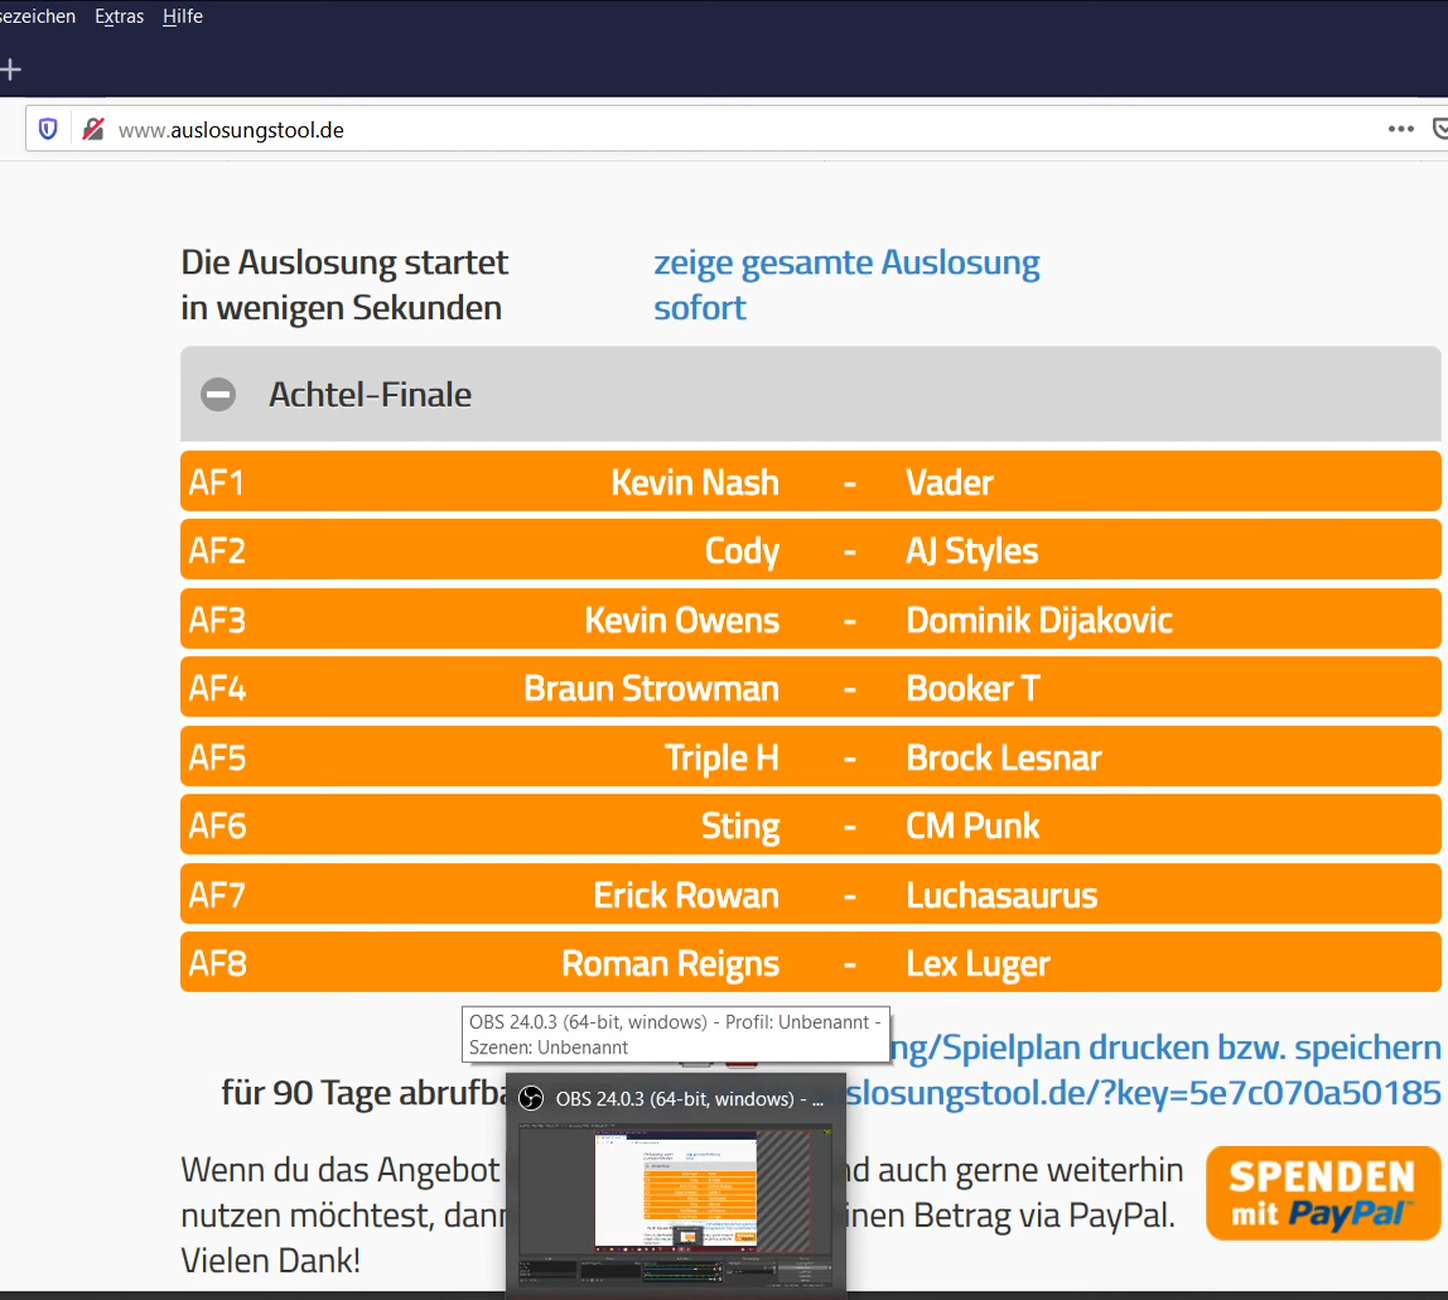 Extras Hilfe
www.auslosungstool.de
Die Auslosung startet
in wenigen Sekunden
zeige gesamte Auslosung
sofort
Achtel-Finale
AF1 Kevin Nash - Vader
AF2 Cody - AJ Styles
AF3 Kevin Owens - Dominik Dijakovic
AF4 Braun Strowman - Booker T
AF5 Triple H - Brock Lesnar
AF6 Sting - CM Punk
AF7 Erick Rowan - Luchasaurus
AF8 Roman Reigns - Lex Luger
OBS 24.0.3 (64-bit, windows) - Profil: Unbenannt -
Szenen: Unbenannt
ng/Spielplan drucken bzw. speichern
für 90 Tage abrufba
slosungstool.de/?key=5e7c070a50185
OBS 24.0.3 (64-bit, windows) - ...
Wenn du das Angebot nd auch gerne weiterhin
nutzen möchtest, dann inen Betrag via PayPal.
Vielen Dank!
SPENDEN
mit PayPal